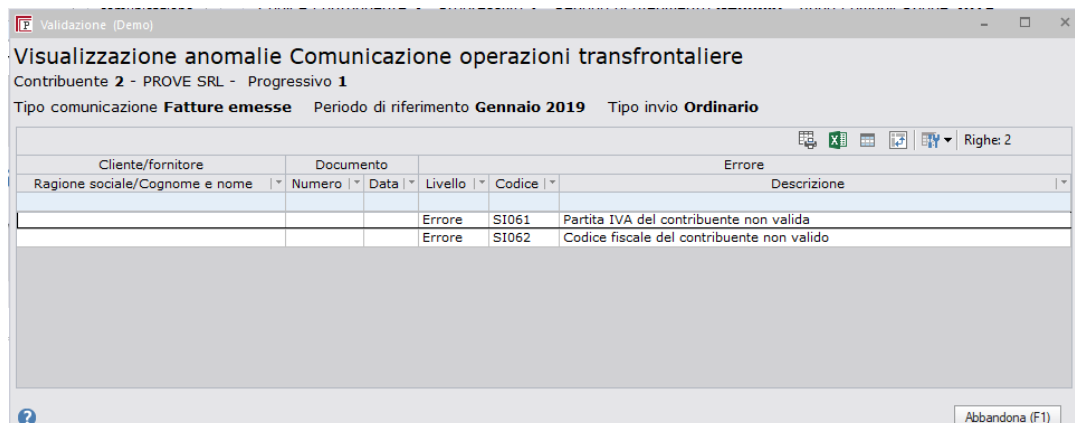 Validazione (Demo)
Visualizzazione anomalie Comunicazione operazioni transfrontaliere
Contribuente 2 - PROVE SRL - Progressivo 1
Tipo comunicazione Fatture emesse Periodo di riferimento Gennaio 2019 Tipo invio Ordinario
Righe: 2
Cliente/fornitore Documento Errore
Ragione sociale/Cognome e nome Numero Data Livello Codice Descrizione
Errore SI061 Partita IVA del contribuente non valida
Errore SI062 Codice fiscale del contribuente non valido
Abbandona (F1)